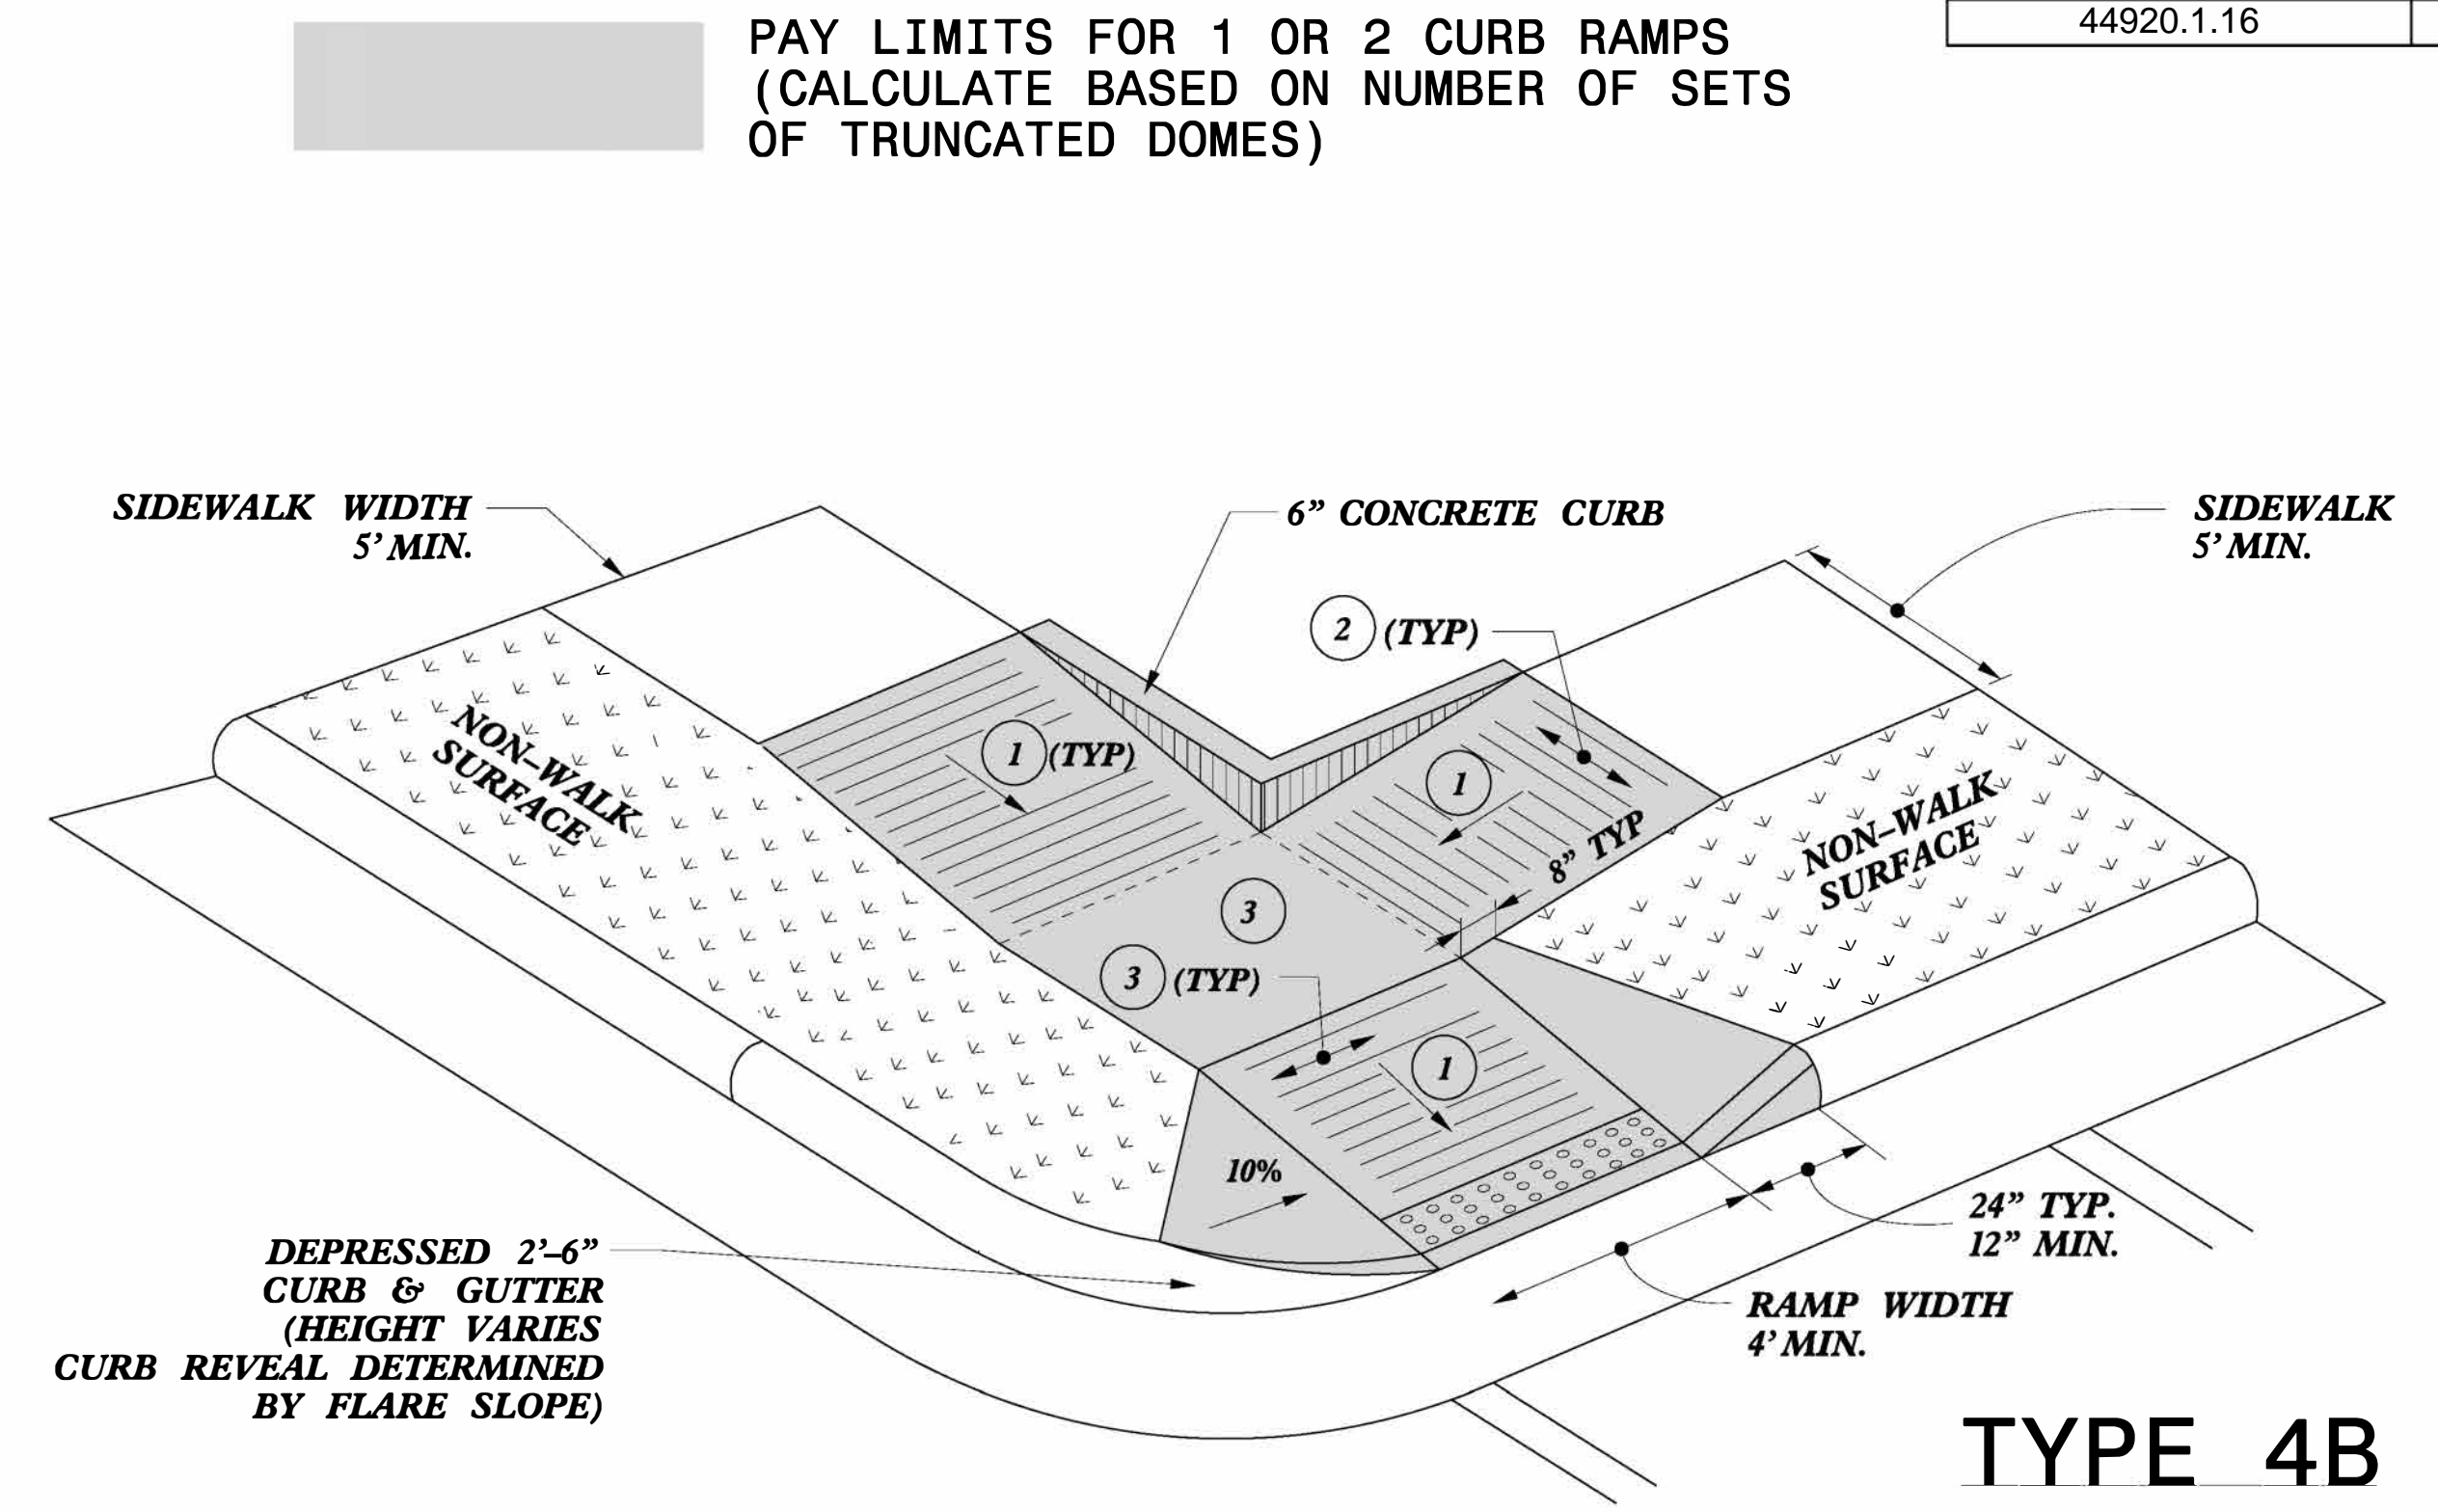 PAY LIMITS FOR 1 OR 2 CURB RAMPS
(CALCULATE BASED ON NUMBER OF SETS
OF TRUNCATED DOMES)
44920.1.16
SIDEWALK WIDTH
5' MIN.
6" CONCRETE CURB
SIDEWALK
5' MIN.
2 (TYP)
NON-WALK
SURFACE
1 (TYP)
1
8" TYP
NON-WALK
SURFACE
3
3 (TYP)
1
10%
24" TYP.
12" MIN.
DEPRESSED 2'-6"
CURB & GUTTER
(HEIGHT VARIES
CURB REVEAL DETERMINED
BY FLARE SLOPE)
RAMP WIDTH
4' MIN.
TYPE 4B